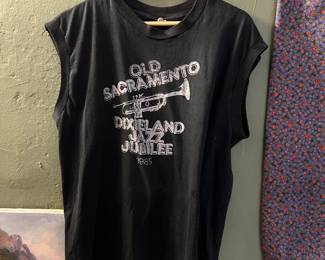 OLD
SACRAMENTO
DIXIELAND
JAZZ
JUBILEE
1985